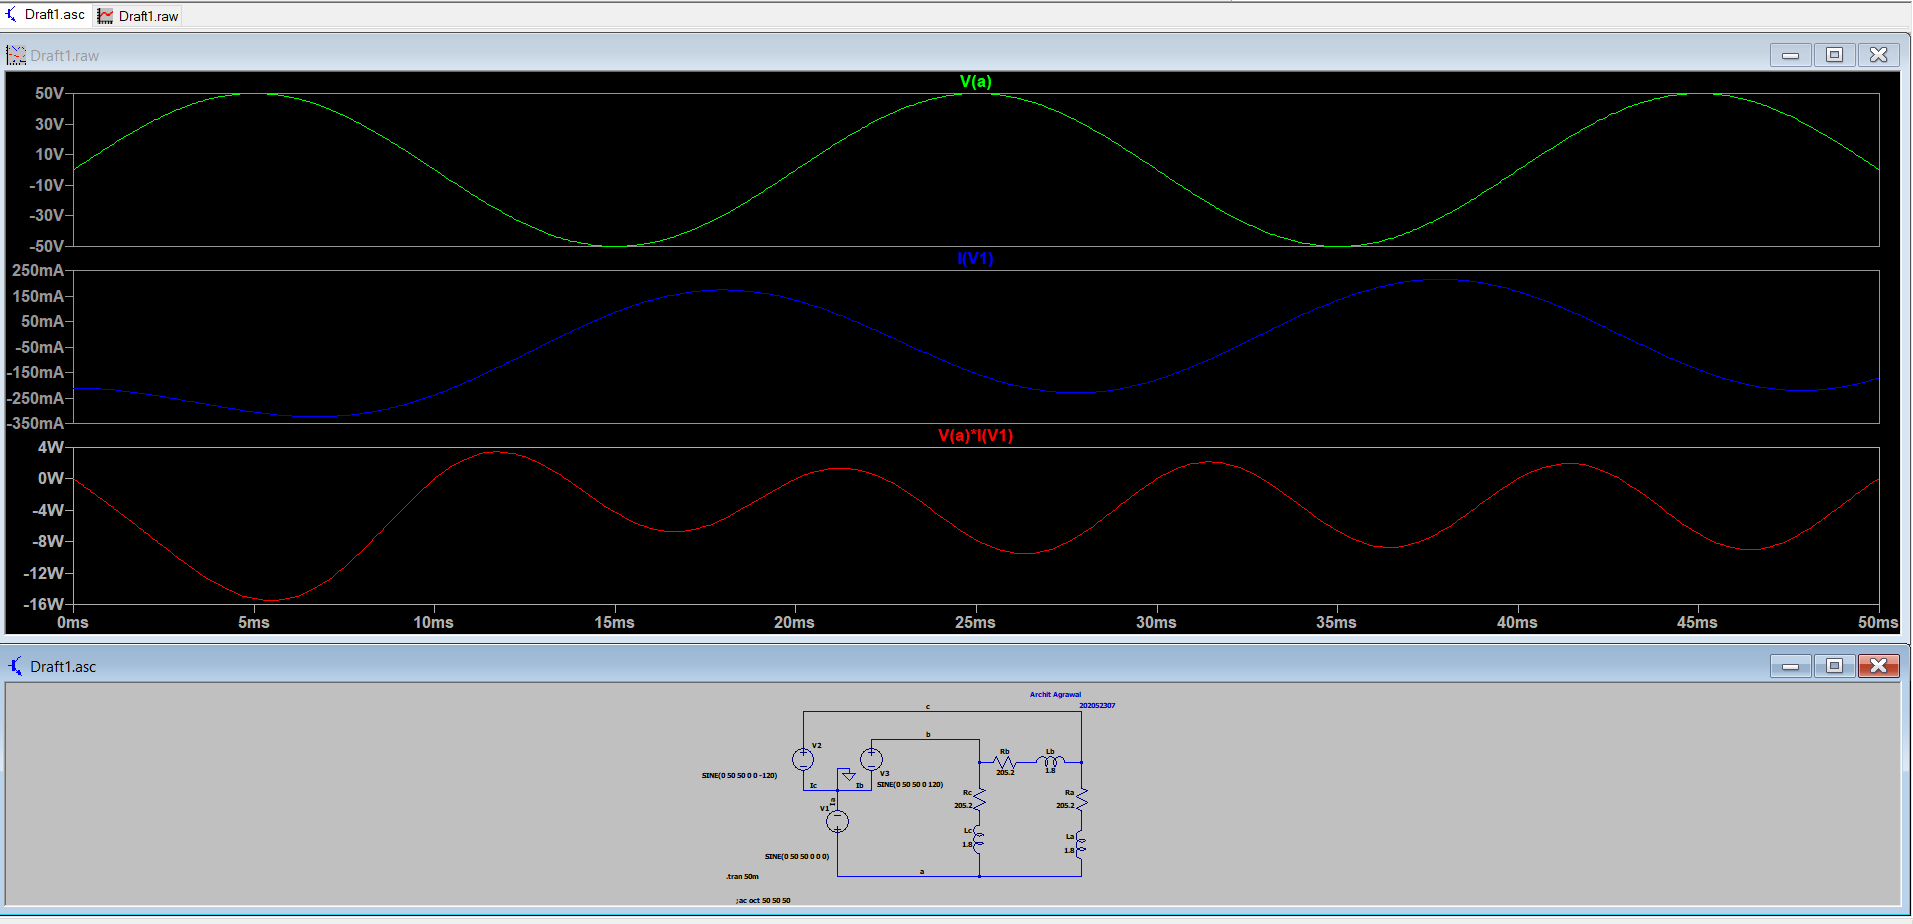 Draft1.asc Draft1.raw
Draft1.raw
V(a)
50V
30V
10V
-10V
-30V
-50V
I(V1)
250mA
150mA
50mA
-50mA
-150mA
-250mA
-350mA
V(a)*I(V1)
4W
0W
-4W
-8W
-12W
-16W
0ms 5ms 10ms 15ms 20ms 25ms 30ms 35ms 40ms 45ms 50ms
Draft1.asc
Archit Agrawal
202052307
c
b
V2
Rb Lb
205.2 1.8
SINE(0 50 50 0 0 -120)
V3
Ic Ib SINE(0 50 50 0 120)
Ia
V1
Rc Ra
205.2 205.2
Lc La
1.8 1.8
SINE(0 50 50 0 0 0)
a
.tran 50m
;ac oct 50 50 50